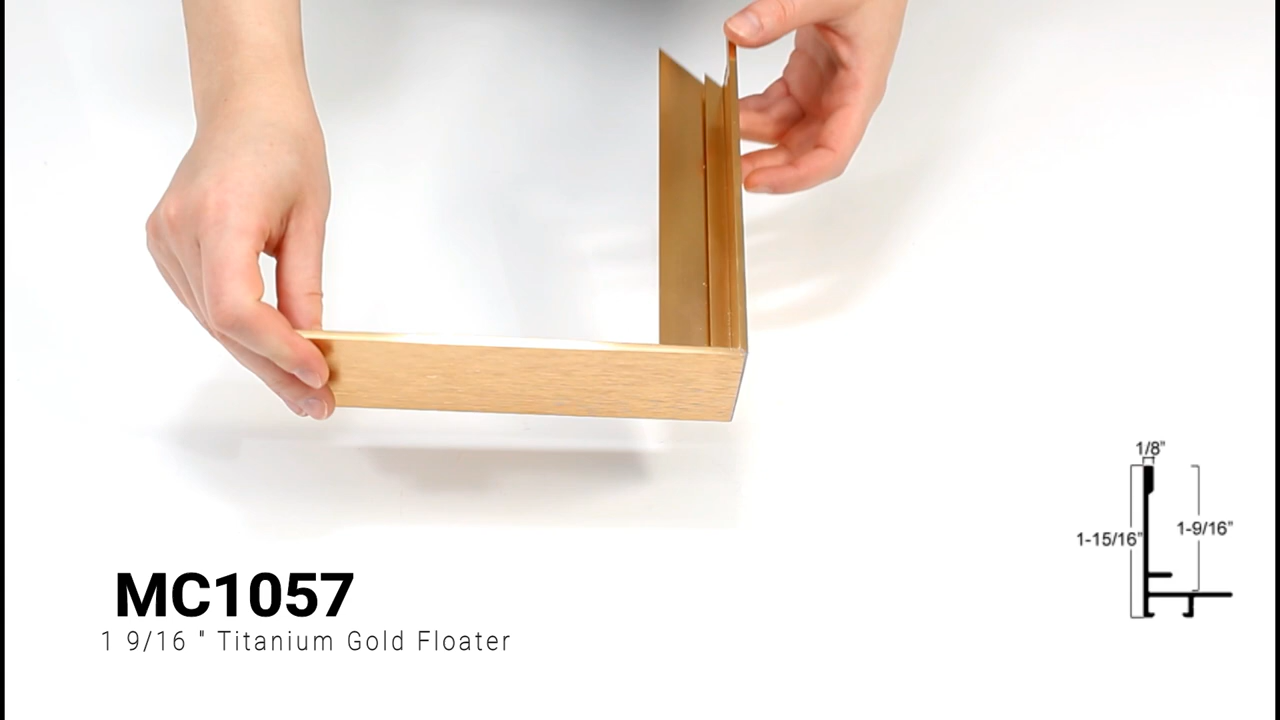 1/8"
1-15/16"
1-9/16"
MC1057
1 9/16 " Titanium Gold Floater